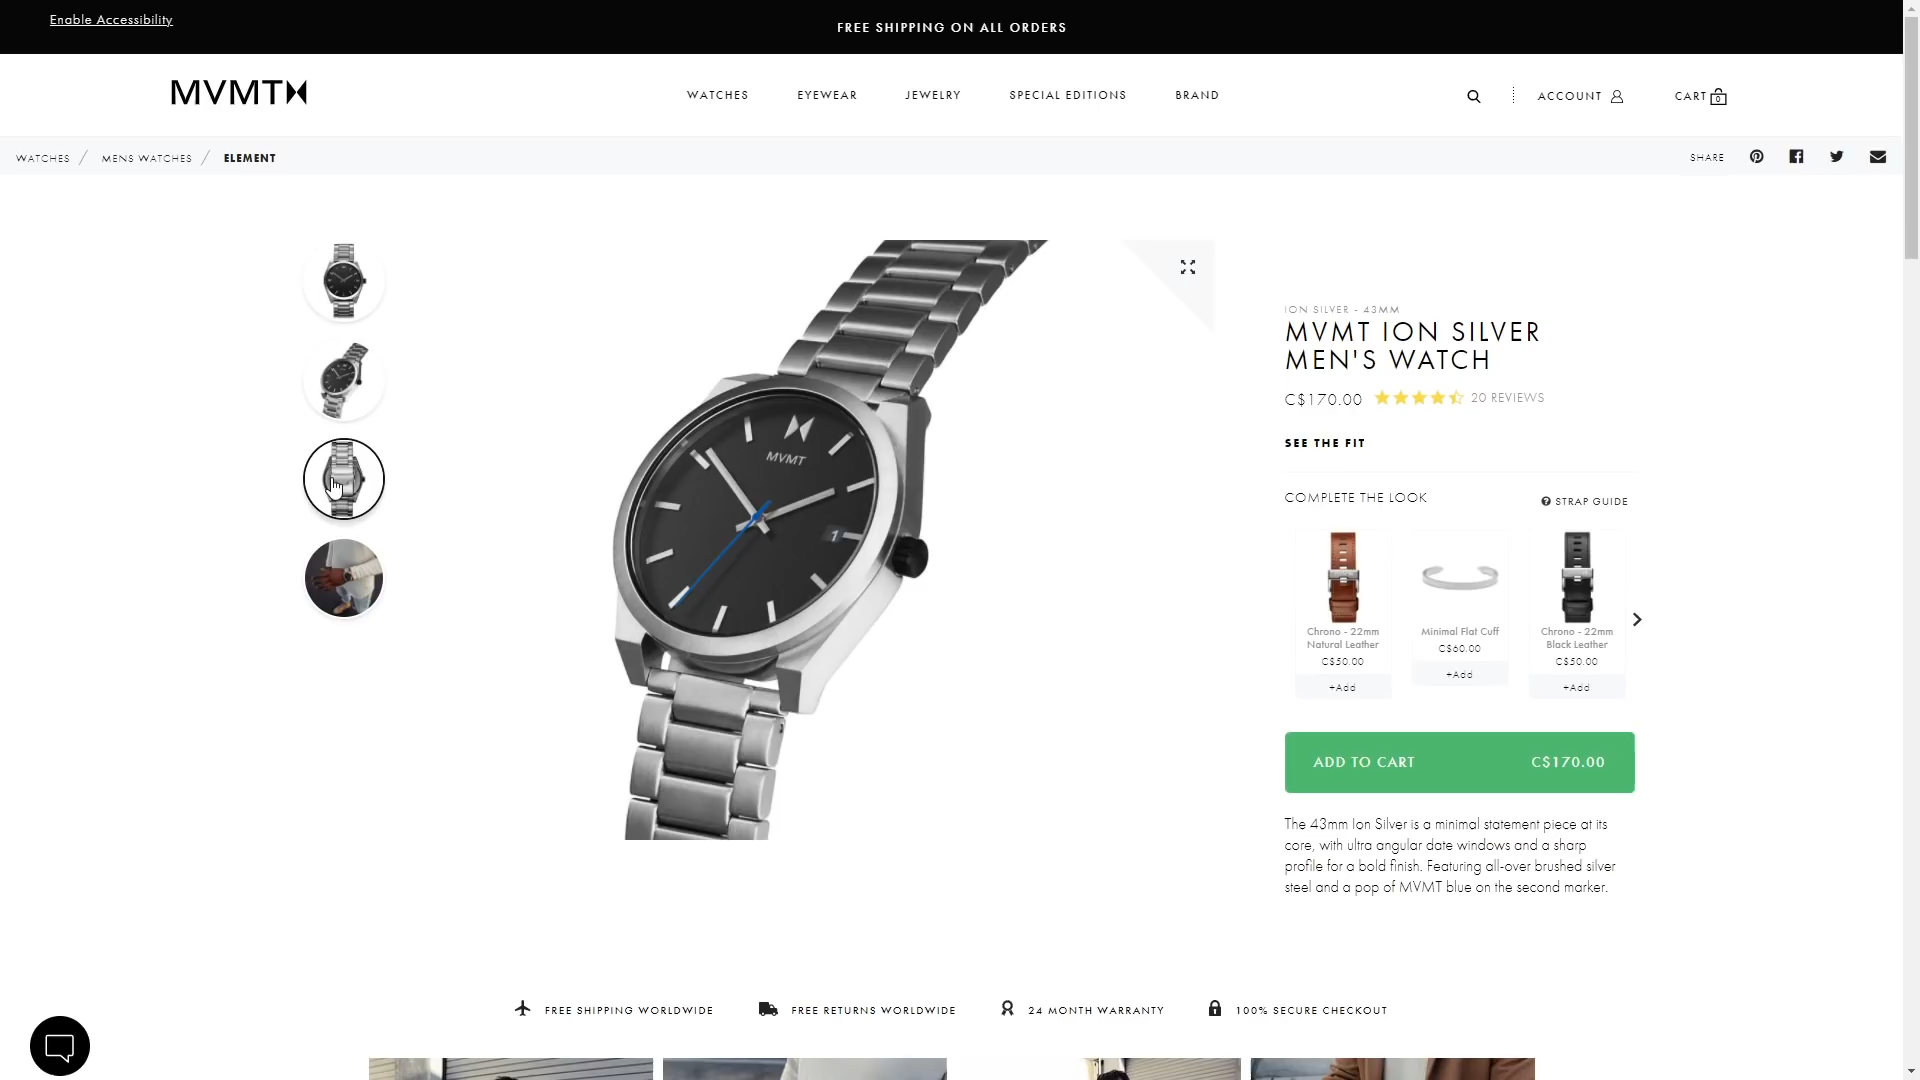 Enable Accessibility
FREE SHIPPING ON ALL ORDERS
MVMT
WATCHES
EYEWEAR
JEWELRY
SPECIAL EDITIONS
BRAND
ACCOUNT
CART 0
WATCHES / MENS WATCHES / ELEMENT
SHARE
MVMT
1
ION SILVER - 43MM
MVMT ION SILVER
MEN'S WATCH
C$170.00 20 REVIEWS
SEE THE FIT
COMPLETE THE LOOK
? STRAP GUIDE
Chrono - 22mm
Natural Leather
C$50.00
+Add
Minimal Flat Cuff
C$60.00
+Add
Chrono - 22mm
Black Leather
C$50.00
+Add
ADD TO CART C$170.00
The 43mm Ion Silver is a minimal statement piece at its
core, with ultra angular date windows and a sharp
profile for a bold finish. Featuring all-over brushed silver
steel and a pop of MVMT blue on the second marker.
FREE SHIPPING WORLDWIDE
FREE RETURNS WORLDWIDE
24 MONTH WARRANTY
100% SECURE CHECKOUT